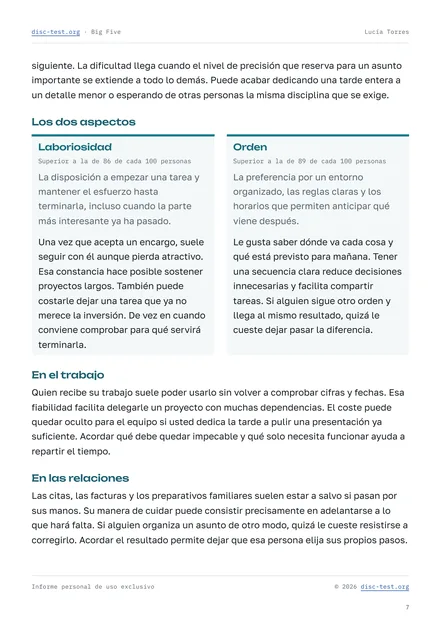 disc-test.org · Big Five
Lucía Torres
siguiente. La dificultad llega cuando el nivel de precisión que reserva para un asunto
importante se extiende a todo lo demás. Puede acabar dedicando una tarde entera a
un detalle menor o esperando de otras personas la misma disciplina que se exige.
Los dos aspectos
Laboriosidad
Superior a la de 86 de cada 100 personas
La disposición a empezar una tarea y
mantener el esfuerzo hasta
terminarla, incluso cuando la parte
más interesante ya ha pasado.
Una vez que acepta un encargo, suele
seguir con él aunque pierda atractivo.
Esa constancia hace posible sostener
proyectos largos. También puede
costarle dejar una tarea que ya no
merece la inversión. De vez en cuando
conviene comprobar para qué servirá
terminarla.
Orden
Superior a la de 89 de cada 100 personas
La preferencia por un entorno
organizado, las reglas claras y los
horarios que permiten anticipar qué
viene después.
Le gusta saber dónde va cada cosa y
qué está previsto para mañana. Tener
una secuencia clara reduce decisiones
innecesarias y facilita compartir
tareas. Si alguien sigue otro orden y
llega al mismo resultado, quizá le
cueste dejar pasar la diferencia.
En el trabajo
Quien recibe su trabajo suele poder usarlo sin volver a comprobar cifras y fechas. Esa
fiabilidad facilita delegarle un proyecto con muchas dependencias. El coste puede
quedar oculto para el equipo si usted dedica la tarde a pulir una presentación ya
suficiente. Acordar qué debe quedar impecable y qué solo necesita funcionar ayuda a
repartir el tiempo.
En las relaciones
Las citas, las facturas y los preparativos familiares suelen estar a salvo si pasan por
sus manos. Su manera de cuidar puede consistir precisamente en adelantarse a lo
que hará falta. Si alguien organiza un asunto de otro modo, quizá le cueste resistirse a
corregirlo. Acordar el resultado permite dejar que esa persona elija sus propios pasos.
Informe personal de uso exclusivo
© 2026 disc-test.org
7